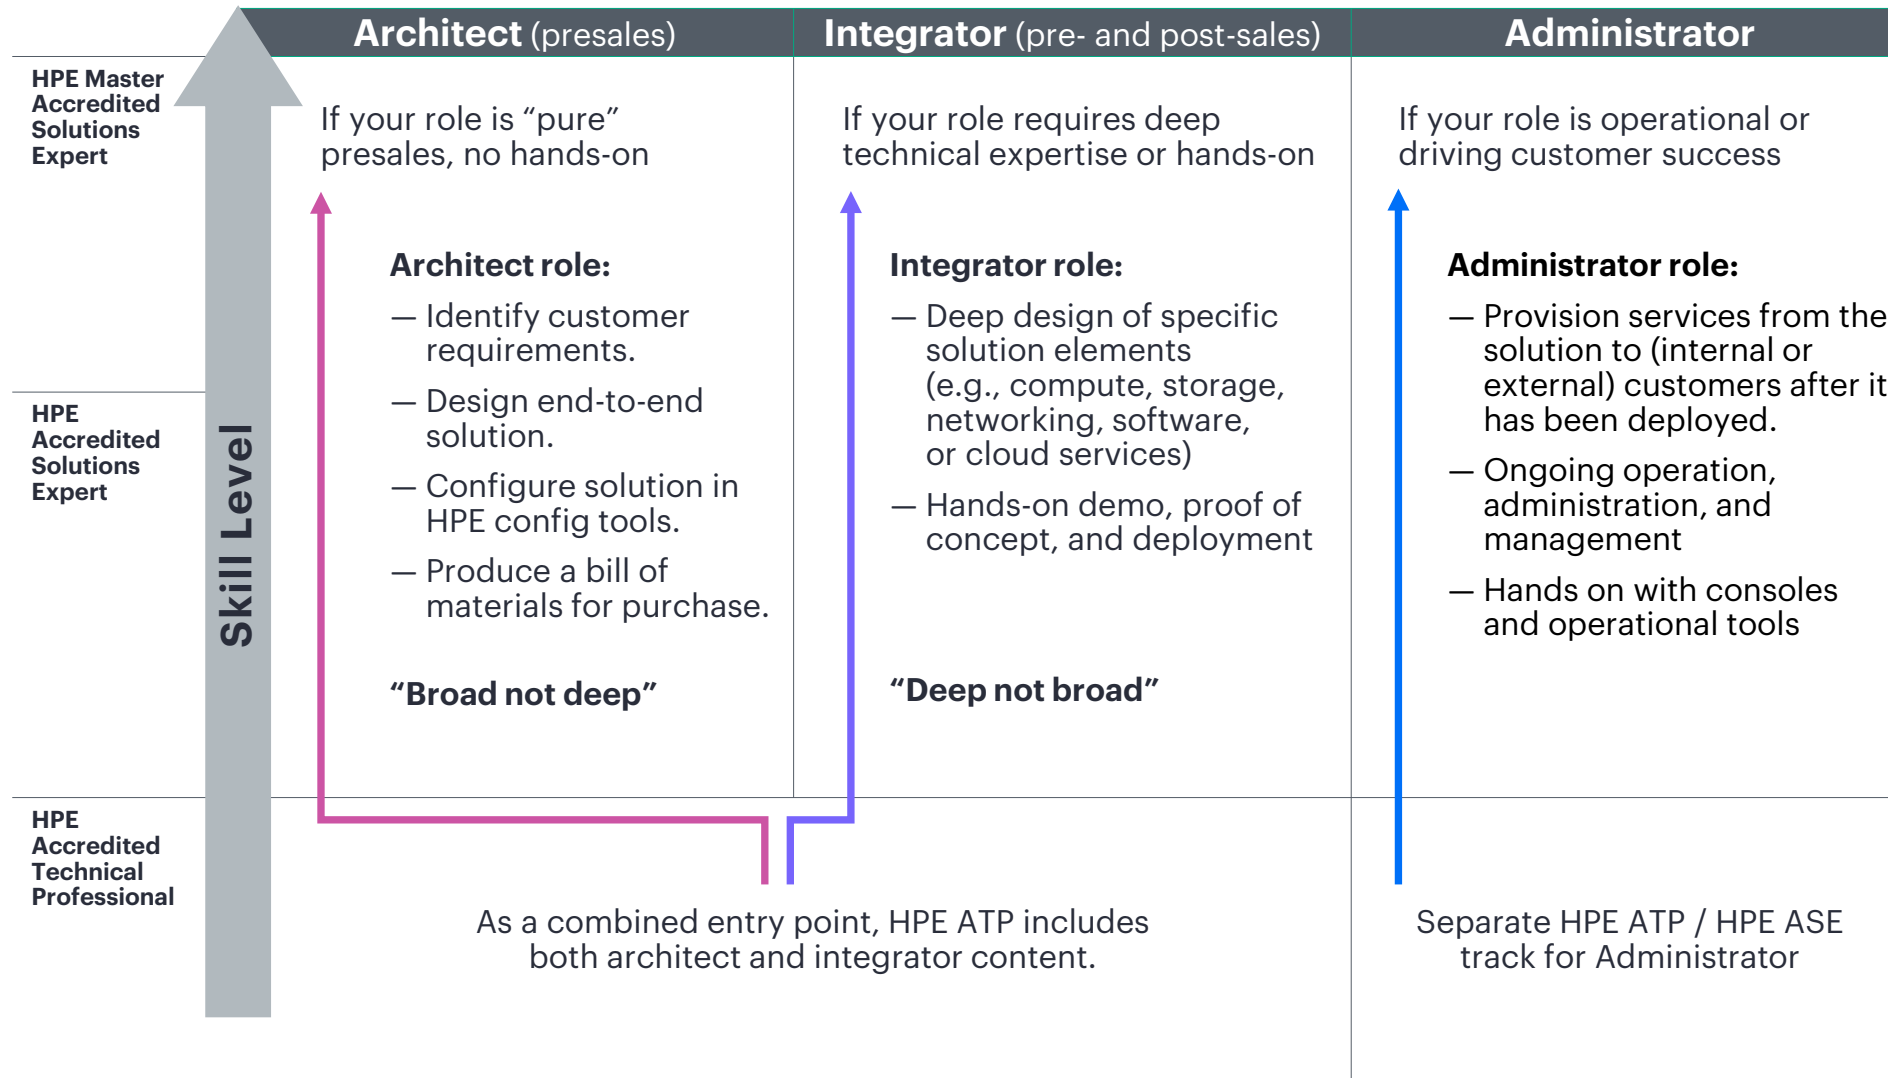 Architect (presales)
Integrator (pre- and post-sales)
Administrator
HPE Master
Accredited
Solutions
Expert
HPE
Accredited
Solutions
Expert
HPE
Accredited
Technical
Professional
Skill Level
If your role is “pure”
presales, no hands-on
Architect role:
— Identify customer
requirements.
— Design end-to-end
solution.
— Configure solution in
HPE config tools.
— Produce a bill of
materials for purchase.
“Broad not deep”
If your role requires deep
technical expertise or hands-on
Integrator role:
— Deep design of specific
solution elements
(e.g., compute, storage,
networking, software,
or cloud services)
— Hands-on demo, proof of
concept, and deployment
“Deep not broad”
If your role is operational or
driving customer success
Administrator role:
— Provision services from the
solution to (internal or
external) customers after it
has been deployed.
— Ongoing operation,
administration, and
management
— Hands on with consoles
and operational tools
As a combined entry point, HPE ATP includes
both architect and integrator content.
Separate HPE ATP / HPE ASE
track for Administrator